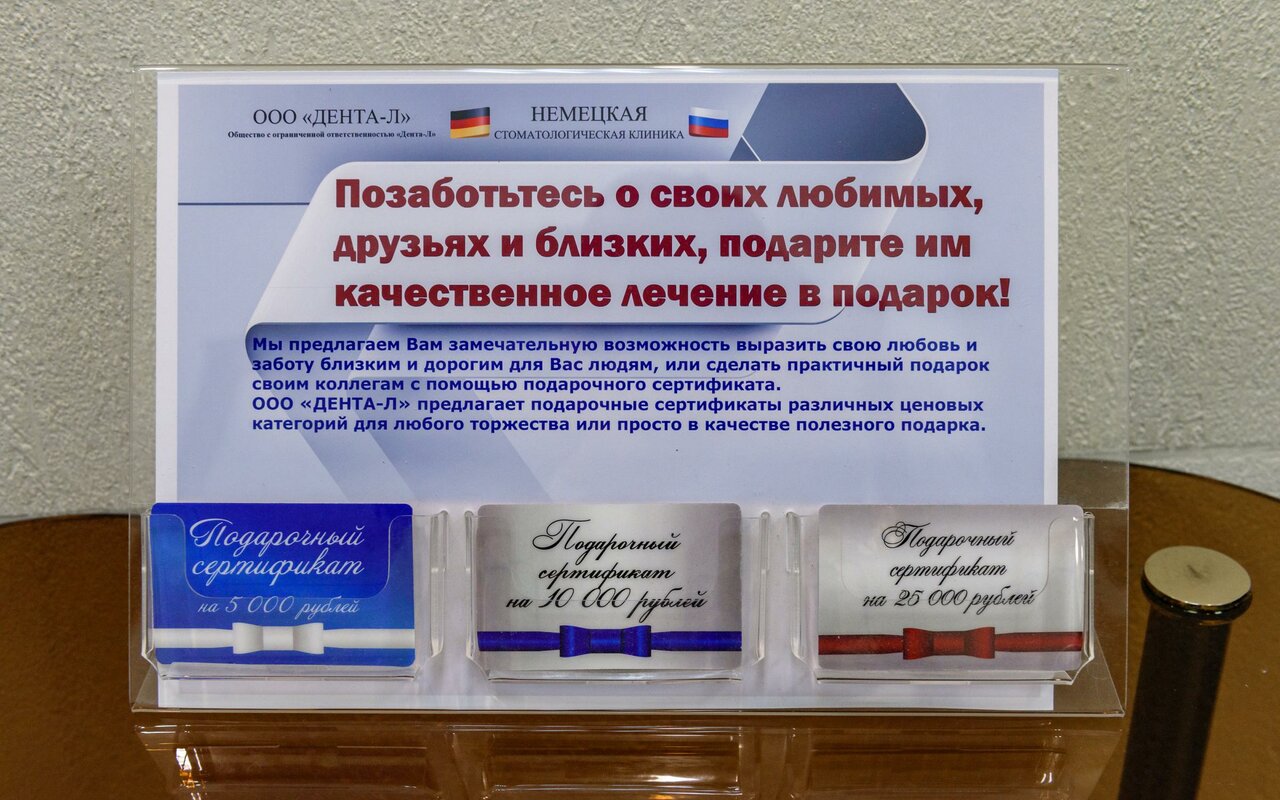 ООО «ДЕНТА-Л»
Общество с ограниченной ответственностью «Дента-Л»
НЕМЕЦКАЯ
СТОМАТОЛОГИЧЕСКАЯ КЛИНИКА
Позаботьтесь о своих любимых,
друзьях и близких, подарите им
качественное лечение в подарок!
Мы предлагаем Вам замечательную возможность выразить свою любовь и
заботу близким и дорогим для Вас людям, или сделать практичный подарок
своим коллегам с помощью подарочного сертификата.
ООО «ДЕНТА-Л» предлагает подарочные сертификаты различных ценовых
категорий для любого торжества или просто в качестве полезного подарка.
Подарочный
сертификат
на 5 000 рублей
Подарочный
сертификат
на 10 000 рублей
Подарочный
сертификат
на 25 000 рублей